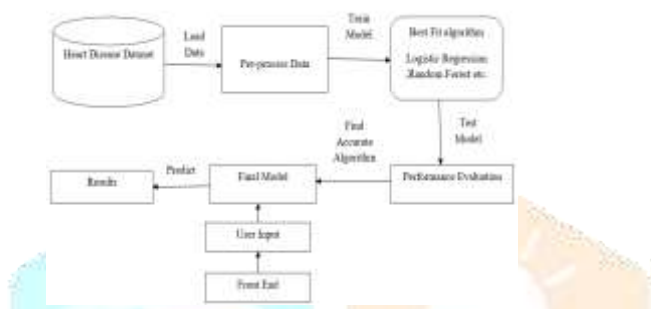 Heart Disease Dataset
Load
Data
Pre-process Data
Train
Model
Best Fit algorithm
Logistic Regression
Random Forest etc.
Test
Model
Final
Accurate
Algorithm
Results
Predict
Final Model
Performance Evaluation
User Input
Front End